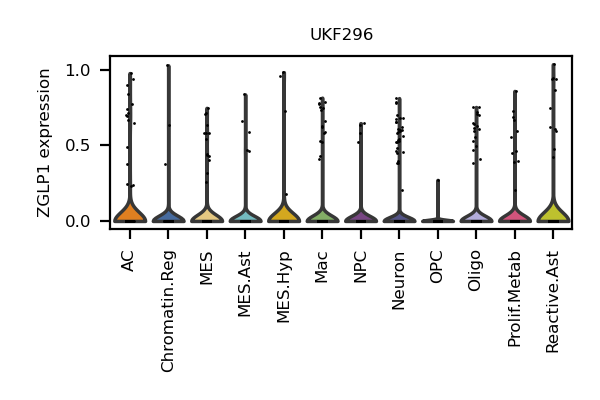 UKF296
ZGLP1 expression
1.0
0.5
0.0
AC
Chromatin.Reg
MES
MES.Ast
MES.Hyp
Mac
NPC
Neuron
OPC
Oligo
Prolif.Metab
Reactive.Ast